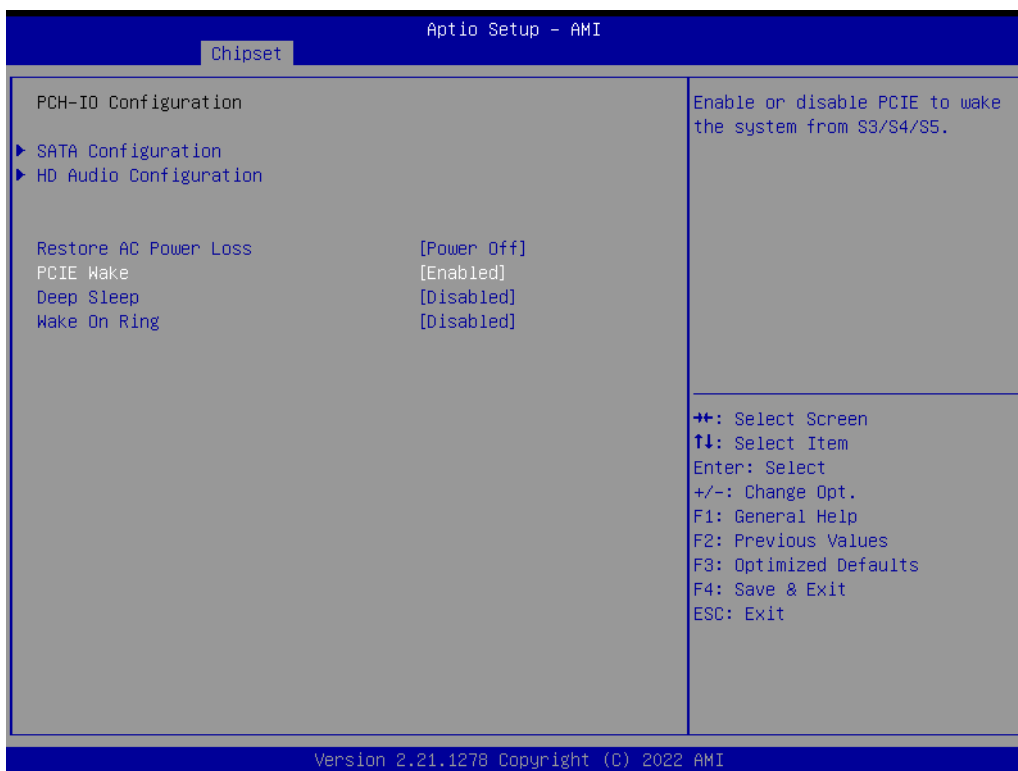 Aptio Setup – AMI
Chipset
PCH-IO Configuration
▶ SATA Configuration
▶ HD Audio Configuration
Restore AC Power Loss [Power Off]
PCIE Wake [Enabled]
Deep Sleep [Disabled]
Wake On Ring [Disabled]
Enable or disable PCIE to wake
the system from S3/S4/S5.
→←: Select Screen
↑↓: Select Item
Enter: Select
+/-: Change Opt.
F1: General Help
F2: Previous Values
F3: Optimized Defaults
F4: Save & Exit
ESC: Exit
Version 2.21.1278 Copyright (C) 2022 AMI